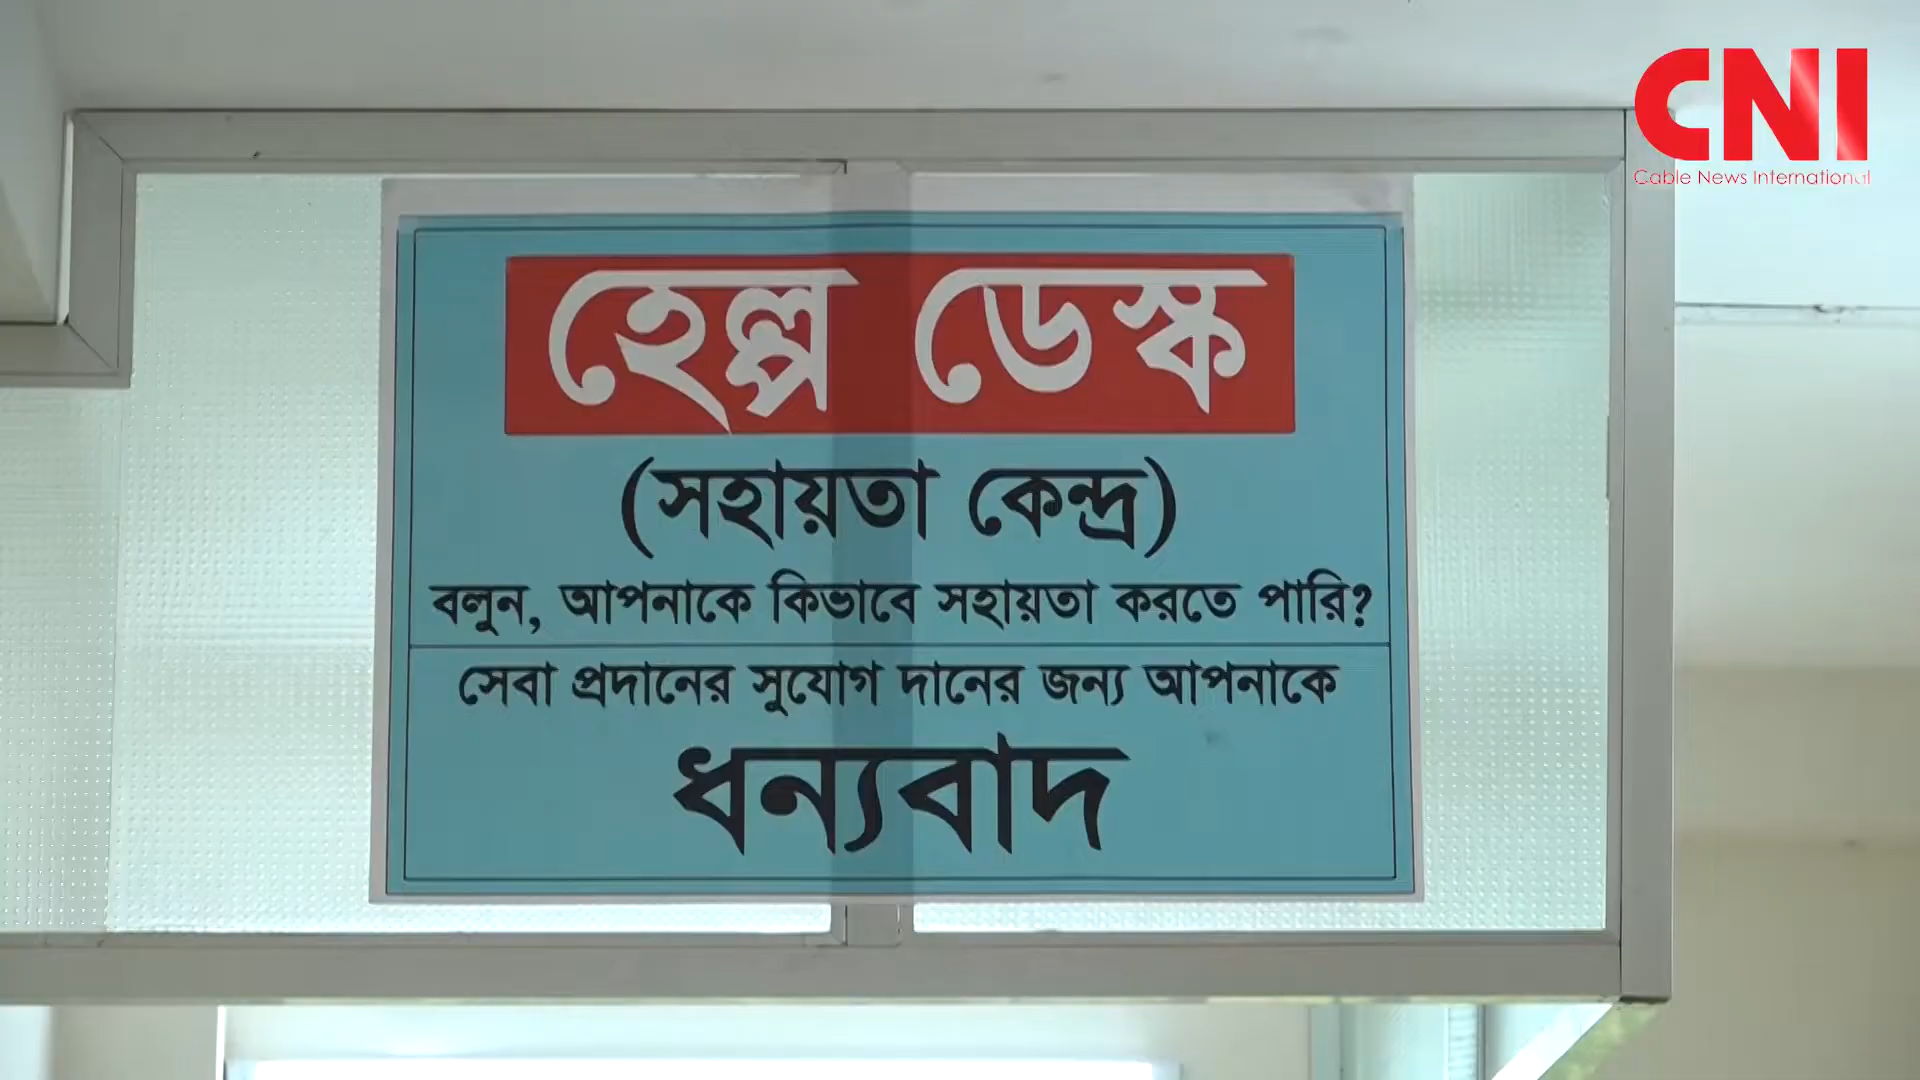 CNI
Cable News International
হেল্প ডেস্ক
(সহায়তা কেন্দ্র)
বলুন, আপনাকে কিভাবে সহায়তা করতে পারি?
সেবা প্রদানের সুযোগ দানের জন্য আপনাকে
ধন্যবাদ